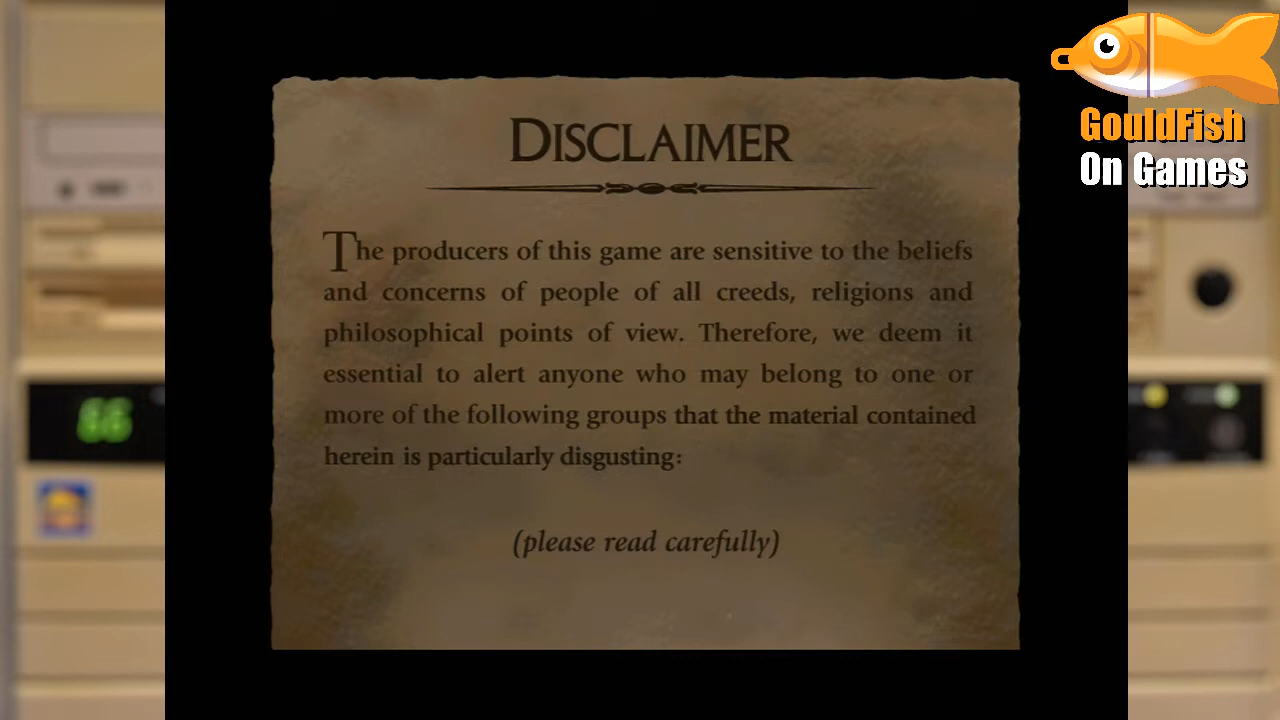 GouldFish
On Games
DISCLAIMER
The producers of this game are sensitive to the beliefs
and concerns of people of all creeds, religions and
philosophical points of view. Therefore, we deem it
essential to alert anyone who may belong to one or
more of the following groups that the material contained
herein is particularly disgusting:
(please read carefully)
66